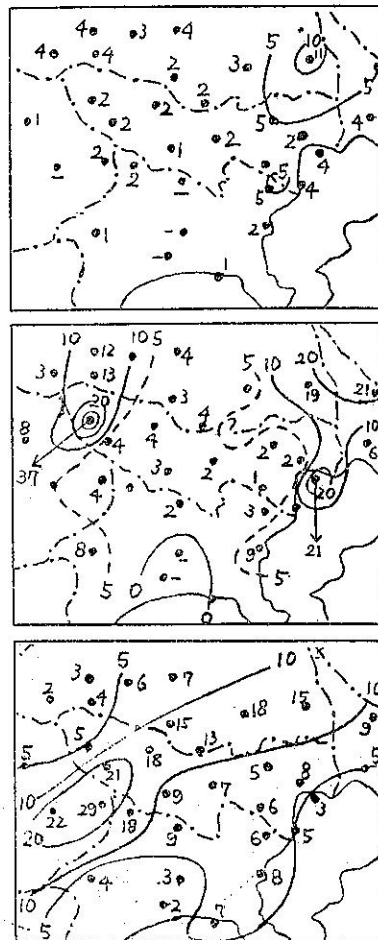 4 4 3 4 5 10
4 4 3 11
2
2 2 2 5
1 2 2 2 4
1 2 4
2 2 5
5 4
1 2
1
10 12 10 5 4 20
3 13 5 10 19 21
20 3
8 4 4 2 10
37 3 2 2 6
4 1 20
2 3
8 9 21
5 0 5
0
3 5 6 7 10
2 4 15 18 15 10
5 5 18 13 9
21 5 5
10 9 7 8
22 29 18 6 3
20 9 6 5
4 3 8
10 2 7
5